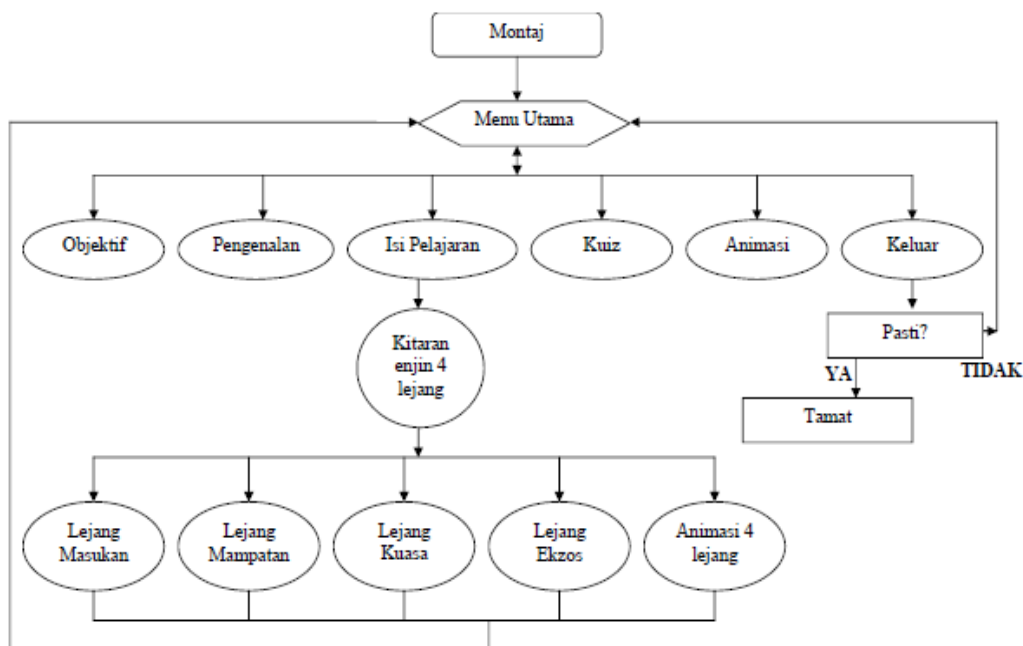 Montaj
Menu Utama
Objektif
Pengenalan
Isi Pelajaran
Kuiz
Animasi
Keluar
Kitaran
enjin 4
lejang
Pasti?
YA
TIDAK
Tamat
Lejang
Masukan
Lejang
Mampatan
Lejang
Kuasa
Lejang
Ekzos
Animasi 4
lejang